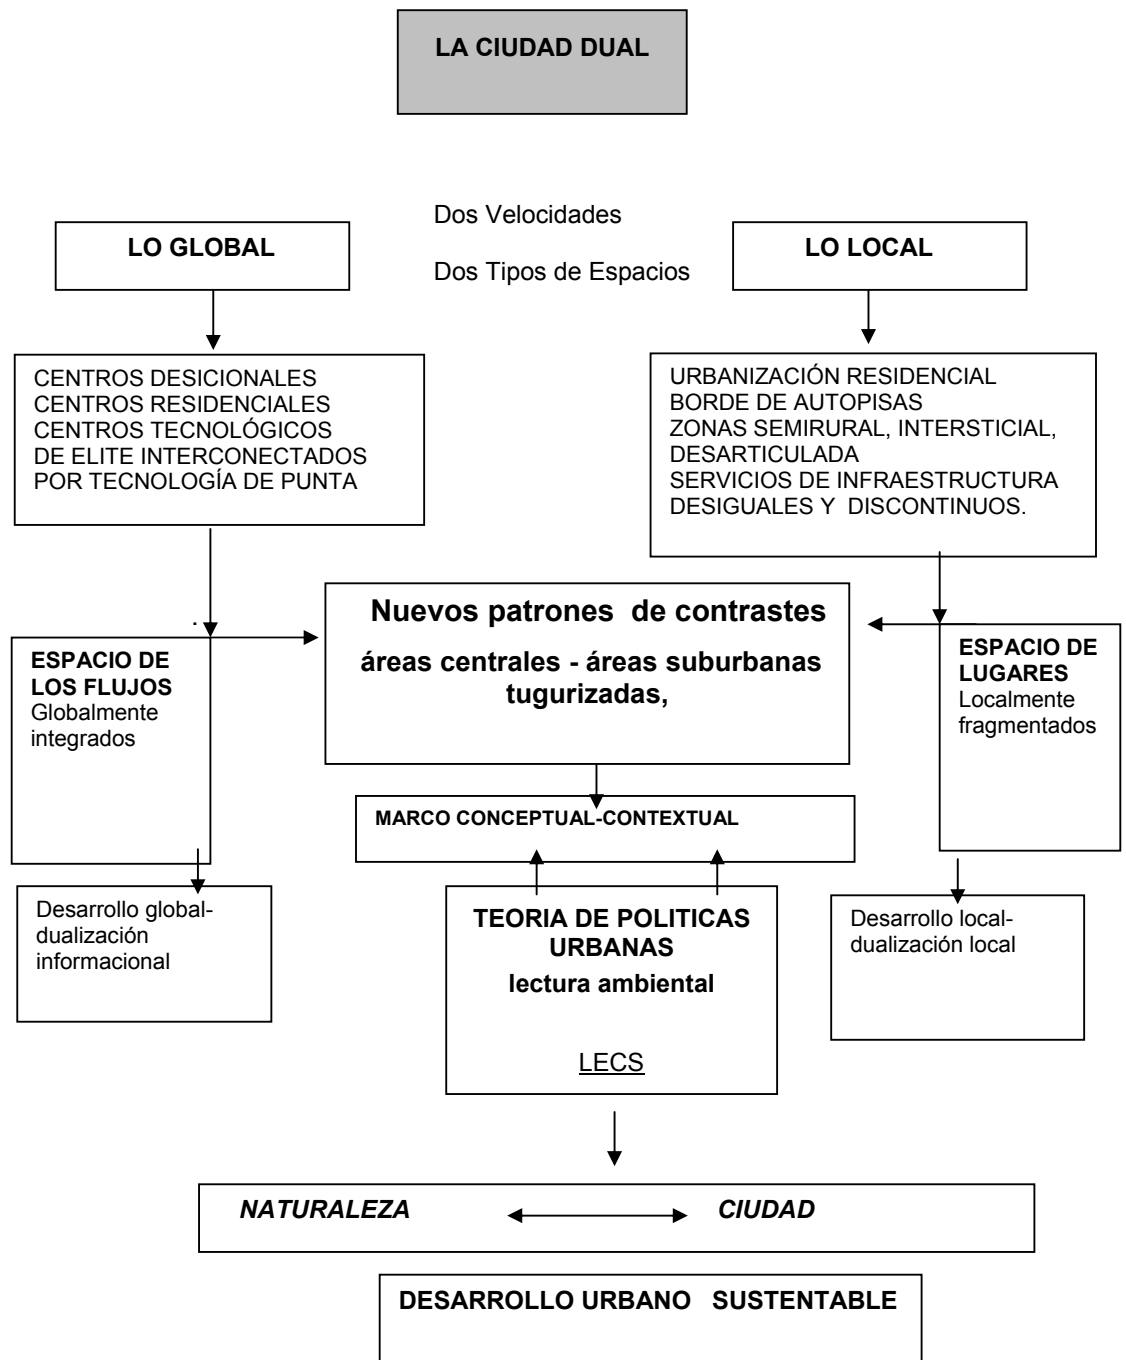 LA CIUDAD DUAL
Dos Velocidades
LO GLOBAL
LO LOCAL
Dos Tipos de Espacios
CENTROS DESICIONALES
CENTROS RESIDENCIALES
CENTROS TECNOLÓGICOS
DE ELITE INTERCONECTADOS
POR TECNOLOGÍA DE PUNTA
URBANIZACIÓN RESIDENCIAL
BORDE DE AUTOPISAS
ZONAS SEMIRURAL, INTERSTICIAL,
DESARTICULADA
SERVICIOS DE INFRAESTRUCTURA
DESIGUALES Y DISCONTINUOS.
Nuevos patrones de contrastes
áreas centrales - áreas suburbanas
tugurizadas,
.
ESPACIO DE
LOS FLUJOS
Globalmente
integrados
ESPACIO DE
LUGARES
Localmente
fragmentados
MARCO CONCEPTUAL-CONTEXTUAL
Desarrollo global-
dualización
informacional
TEORIA DE POLITICAS
URBANAS
lectura ambiental
LECS
Desarrollo local-
dualización local
NATURALEZA CIUDAD
DESARROLLO URBANO SUSTENTABLE